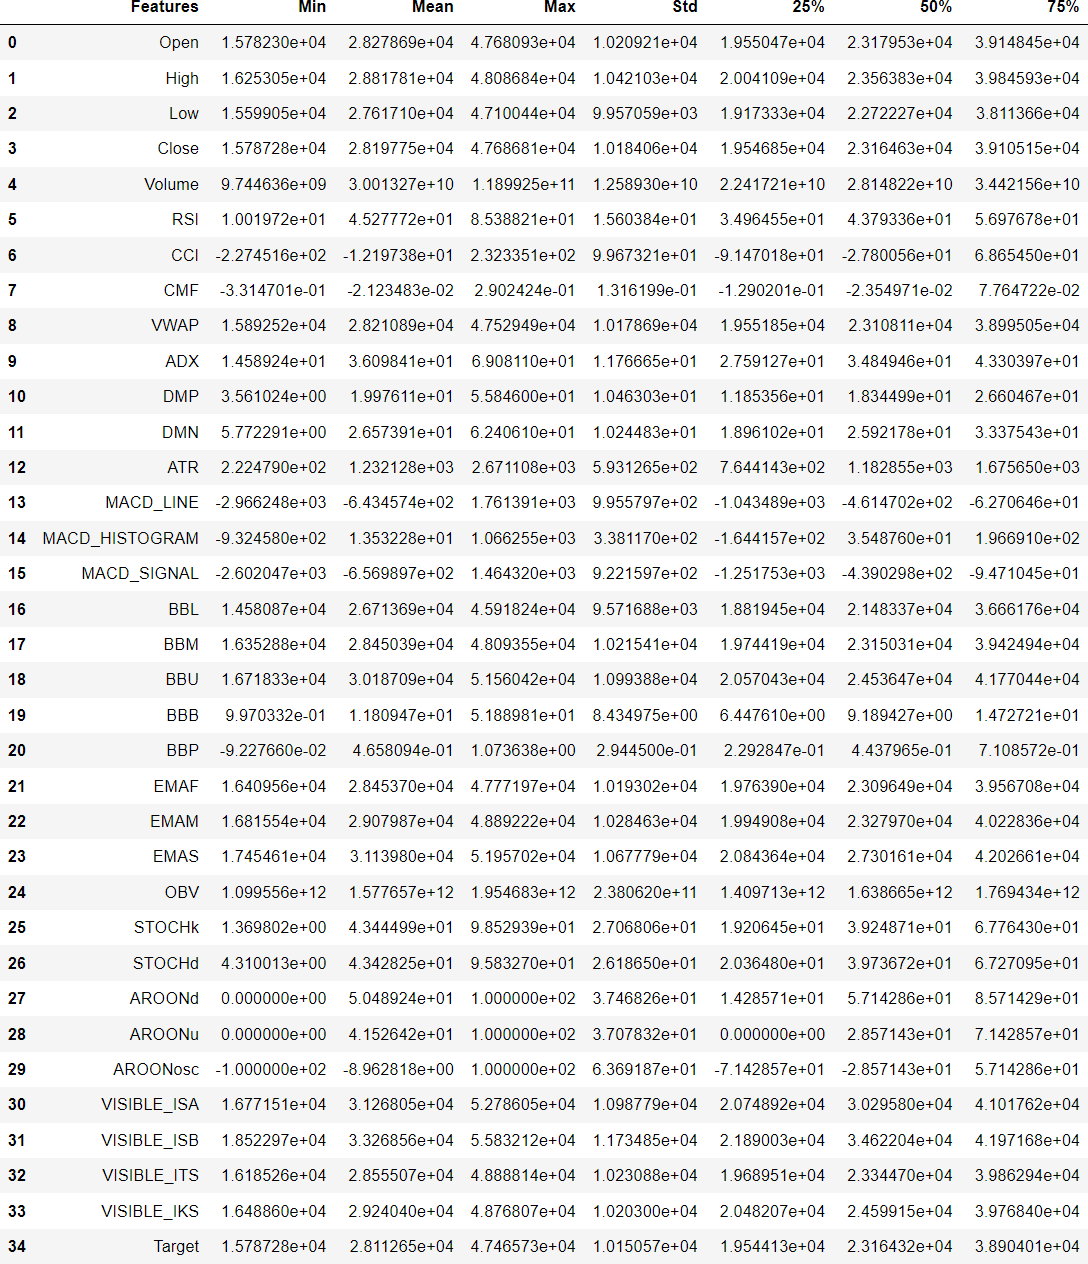 Features Min Mean Max Std 25% 50% 75%
0 Open 1.578230e+04 2.827869e+04 4.768093e+04 1.020921e+04 1.955047e+04 2.317953e+04 3.914845e+04
1 High 1.625305e+04 2.881781e+04 4.808684e+04 1.042103e+04 2.004109e+04 2.356383e+04 3.984593e+04
2 Low 1.559905e+04 2.761710e+04 4.710044e+04 9.957059e+03 1.917333e+04 2.272227e+04 3.811366e+04
3 Close 1.578728e+04 2.819775e+04 4.768681e+04 1.018406e+04 1.954685e+04 2.316463e+04 3.910515e+04
4 Volume 9.744636e+09 3.001327e+10 1.189925e+11 1.258930e+10 2.241721e+10 2.814822e+10 3.442156e+10
5 RSI 1.001972e+01 4.527772e+01 8.538821e+01 1.560384e+01 3.496455e+01 4.379336e+01 5.697678e+01
6 CCI -2.274516e+02 -1.219738e+01 2.323351e+02 9.967321e+01 -9.147018e+01 -2.780056e+01 6.865450e+01
7 CMF -3.314701e-01 -2.123483e-02 2.902424e-01 1.316199e-01 -1.290201e-01 -2.354971e-02 7.764722e-02
8 VWAP 1.589252e+04 2.821089e+04 4.752949e+04 1.017869e+04 1.955185e+04 2.310811e+04 3.899505e+04
9 ADX 1.458924e+01 3.609841e+01 6.908110e+01 1.176665e+01 2.759127e+01 3.484946e+01 4.330397e+01
10 DMP 3.561024e+00 1.997611e+01 5.584600e+01 1.046303e+01 1.185356e+01 1.834499e+01 2.660467e+01
11 DMN 5.772291e+00 2.657391e+01 6.240610e+01 1.024483e+01 1.896102e+01 2.592178e+01 3.337543e+01
12 ATR 2.224790e+02 1.232128e+03 2.671108e+03 5.931265e+02 7.644143e+02 1.182855e+03 1.675650e+03
13 MACD_LINE -2.966248e+03 -6.434574e+02 1.761391e+03 9.955797e+02 -1.043489e+03 -4.614702e+02 -6.270646e+01
14 MACD_HISTOGRAM -9.324580e+02 1.353228e+01 1.066255e+03 3.381170e+02 -1.644157e+02 3.548760e+01 1.966910e+02
15 MACD_SIGNAL -2.602047e+03 -6.569897e+02 1.464320e+03 9.221597e+02 -1.251753e+03 -4.390298e+02 -9.471045e+01
16 BBL 1.458087e+04 2.671369e+04 4.591824e+04 9.571688e+03 1.881945e+04 2.148337e+04 3.666176e+04
17 BBM 1.635288e+04 2.845039e+04 4.809355e+04 1.021541e+04 1.974419e+04 2.315031e+04 3.942494e+04
18 BBU 1.671833e+04 3.018709e+04 5.156042e+04 1.099388e+04 2.057043e+04 2.453647e+04 4.177044e+04
19 BBB 9.970332e-01 1.180947e+01 5.188981e+01 8.434975e+00 6.447610e+00 9.189427e+00 1.472721e+01
20 BBP -9.227660e-02 4.658094e-01 1.073638e+00 2.944500e-01 2.292847e-01 4.437965e-01 7.108572e-01
21 EMAF 1.640956e+04 2.845370e+04 4.777197e+04 1.019302e+04 1.976390e+04 2.309649e+04 3.956708e+04
22 EMAM 1.681554e+04 2.907987e+04 4.889222e+04 1.028463e+04 1.994908e+04 2.327970e+04 4.022836e+04
23 EMAS 1.745461e+04 3.113980e+04 5.195702e+04 1.067779e+04 2.084364e+04 2.730161e+04 4.202661e+04
24 OBV 1.099556e+12 1.577657e+12 1.954683e+12 2.380620e+11 1.409713e+12 1.638665e+12 1.769434e+12
25 STOCHk 1.369802e+00 4.344499e+01 9.852939e+01 2.706806e+01 1.920645e+01 3.924871e+01 6.776430e+01
26 STOCHd 4.310013e+00 4.342825e+01 9.583270e+01 2.618650e+01 2.036480e+01 3.973672e+01 6.727095e+01
27 AROONd 0.000000e+00 5.048924e+01 1.000000e+02 3.746826e+01 1.428571e+01 5.714286e+01 8.571429e+01
28 AROONu 0.000000e+00 4.152642e+01 1.000000e+02 3.707832e+01 0.000000e+00 2.857143e+01 7.142857e+01
29 AROONosc -1.000000e+02 -8.962818e+00 1.000000e+02 6.369187e+01 -7.142857e+01 -2.857143e+01 5.714286e+01
30 VISIBLE_ISA 1.677151e+04 3.126805e+04 5.278605e+04 1.098779e+04 2.074892e+04 3.029580e+04 4.101762e+04
31 VISIBLE_ISB 1.852297e+04 3.326856e+04 5.583212e+04 1.173485e+04 2.189003e+04 3.462204e+04 4.197168e+04
32 VISIBLE_ITS 1.618526e+04 2.855507e+04 4.888814e+04 1.023088e+04 1.968951e+04 2.334470e+04 3.986294e+04
33 VISIBLE_IKS 1.648860e+04 2.924040e+04 4.876807e+04 1.020300e+04 2.048207e+04 2.459915e+04 3.976840e+04
34 Target 1.578728e+04 2.811265e+04 4.746573e+04 1.015057e+04 1.954413e+04 2.316432e+04 3.890401e+04